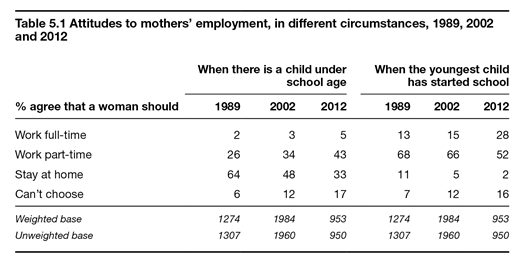 Table 5.1 Attitudes to mothers' employment, in different circumstances, 1989, 2002
and 2012
When there is a child under
school age
When the youngest child
has started school
% agree that a woman should 1989 2002 2012 1989 2002 2012
Work full-time 2 3 5 13 15 28
Work part-time 26 34 43 68 66 52
Stay at home 64 48 33 11 5 2
Can't choose 6 12 17 7 12 16
Weighted base 1274 1984 953 1274 1984 953
Unweighted base 1307 1960 950 1307 1960 950